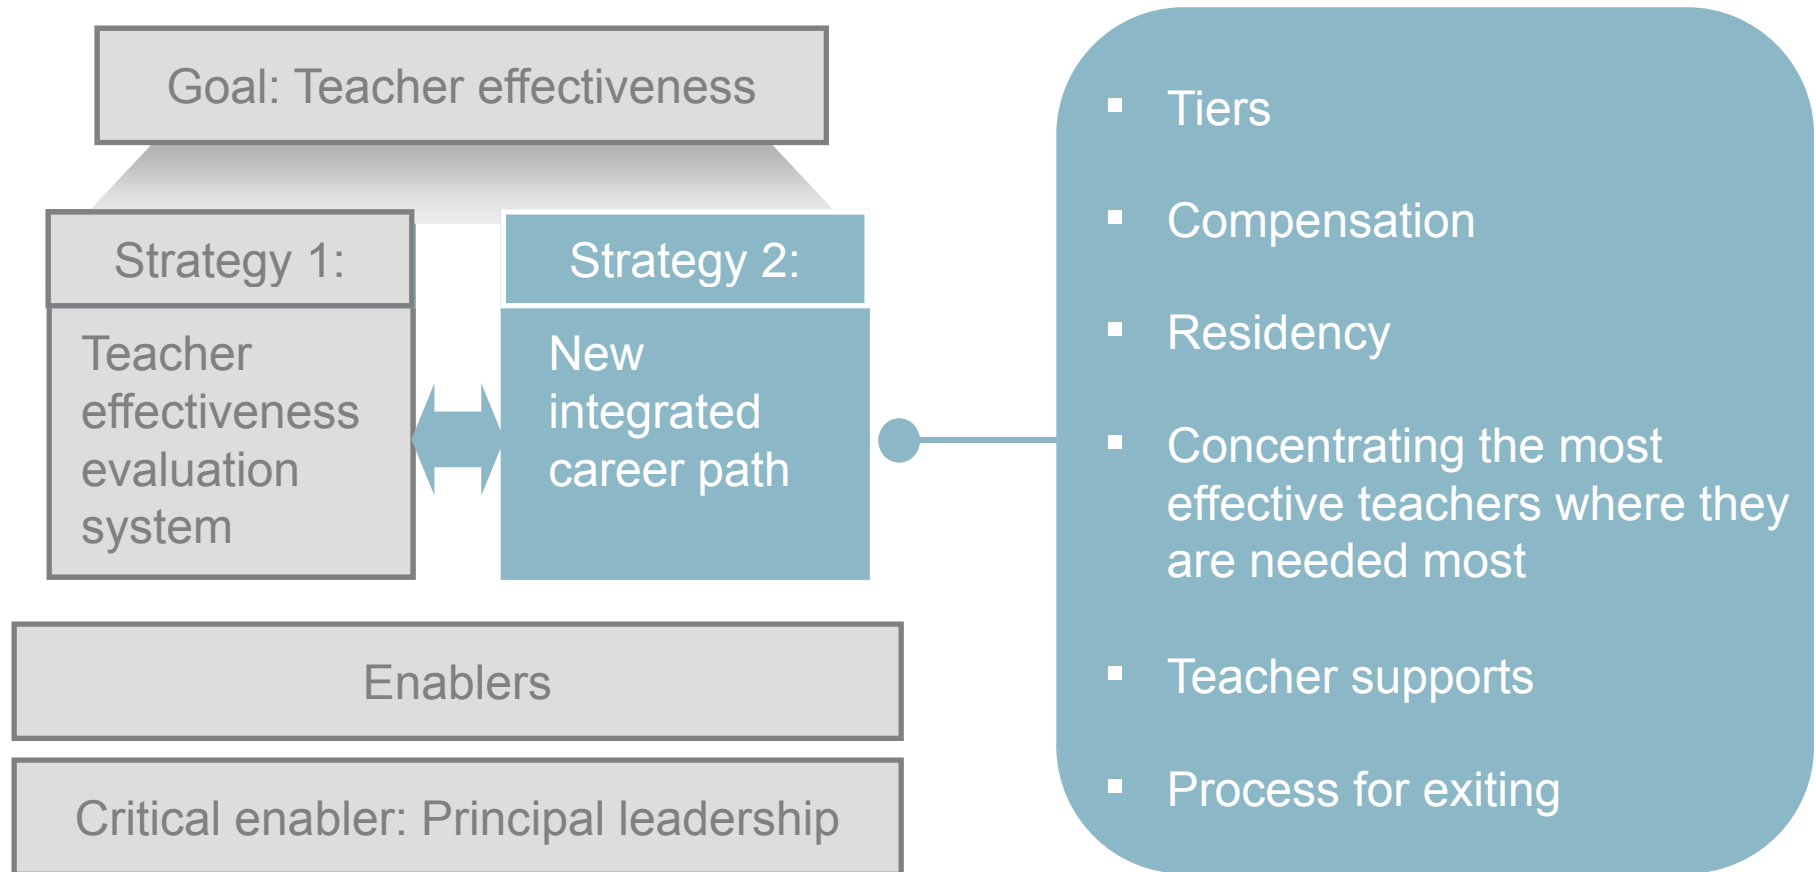 Goal: Teacher effectiveness
Strategy 1:
Teacher
effectiveness
evaluation
system
Strategy 2:
New
integrated
career path
Enablers
Critical enabler: Principal leadership
▪ Tiers
▪ Compensation
▪ Residency
▪ Concentrating the most
effective teachers where they
are needed most
▪ Teacher supports
▪ Process for exiting